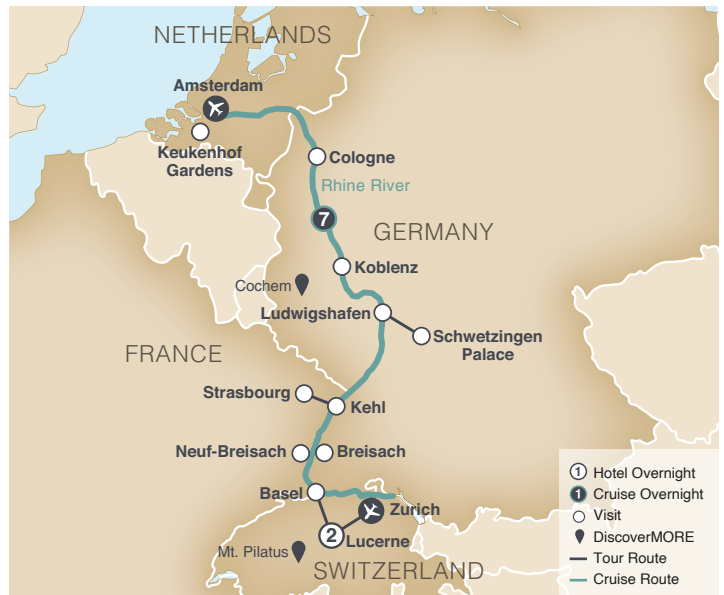 NETHERLANDS
Amsterdam
Keukenhof
Gardens
Cologne
Rhine River
7
GERMANY
Koblenz
Cochem
Ludwigshafen
Schwetzingen
Palace
FRANCE
Strasbourg
Kehl
Neuf-Breisach
Breisach
Basel
Zurich
2
Lucerne
Mt. Pilatus
SWITZERLAND
1 Hotel Overnight
1 Cruise Overnight
Visit
DiscoverMORE
Tour Route
Cruise Route